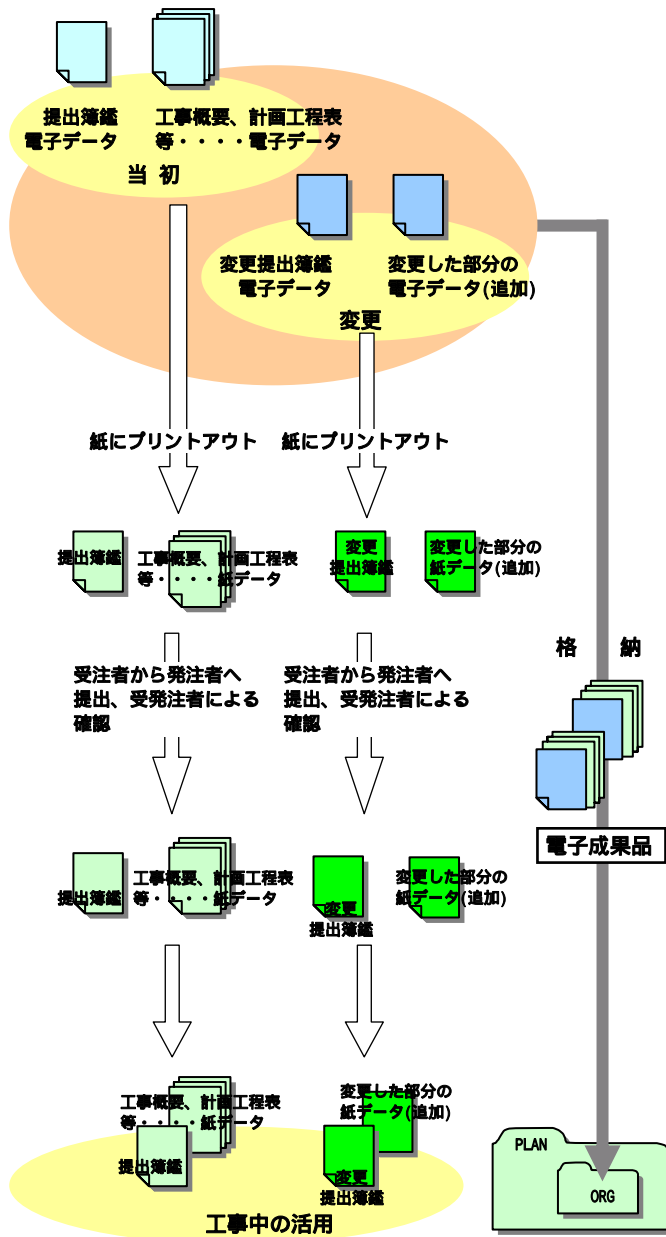 提出簿鑑
電子データ
工事概要、計画工程表
等・・・・電子データ
当 初
変更提出簿鑑
電子データ
変更した部分の
電子データ(追加)
変更
紙にプリントアウト
紙にプリントアウト
提出簿鑑
工事概要、計画工程表
等・・・・紙データ
変更
提出簿鑑
変更した部分の
紙データ(追加)
受注者から発注者へ
提出、受発注者による
確認
受注者から発注者へ
提出、受発注者による
確認
格 納
電子成果品
提出簿鑑
工事概要、計画工程表
等・・・・紙データ
変更
提出簿鑑
変更した部分の
紙データ(追加)
工事概要、計画工程表
等・・・・紙データ
提出簿鑑
変更した部分の
紙データ(追加)
変更
提出簿鑑
工事中の活用
PLAN
ORG